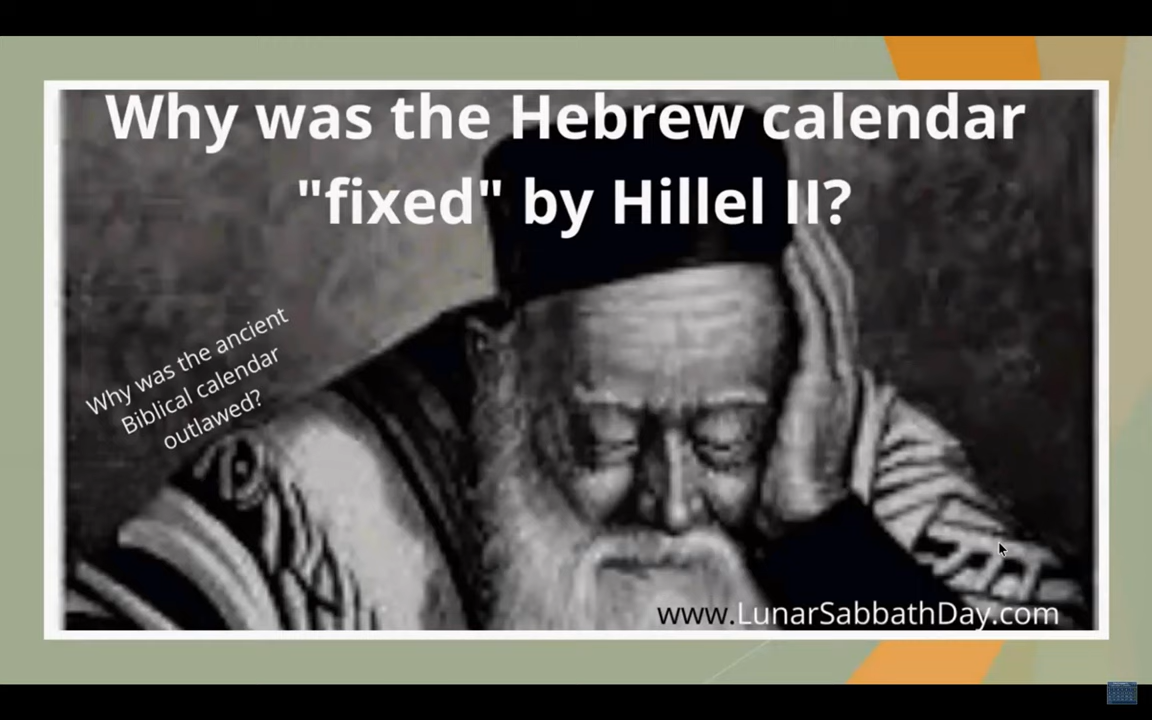 Why was the Hebrew calendar
"fixed" by Hillel II?
Why was the ancient
Biblical calendar
outlawed?
www.LunarSabbathDay.com